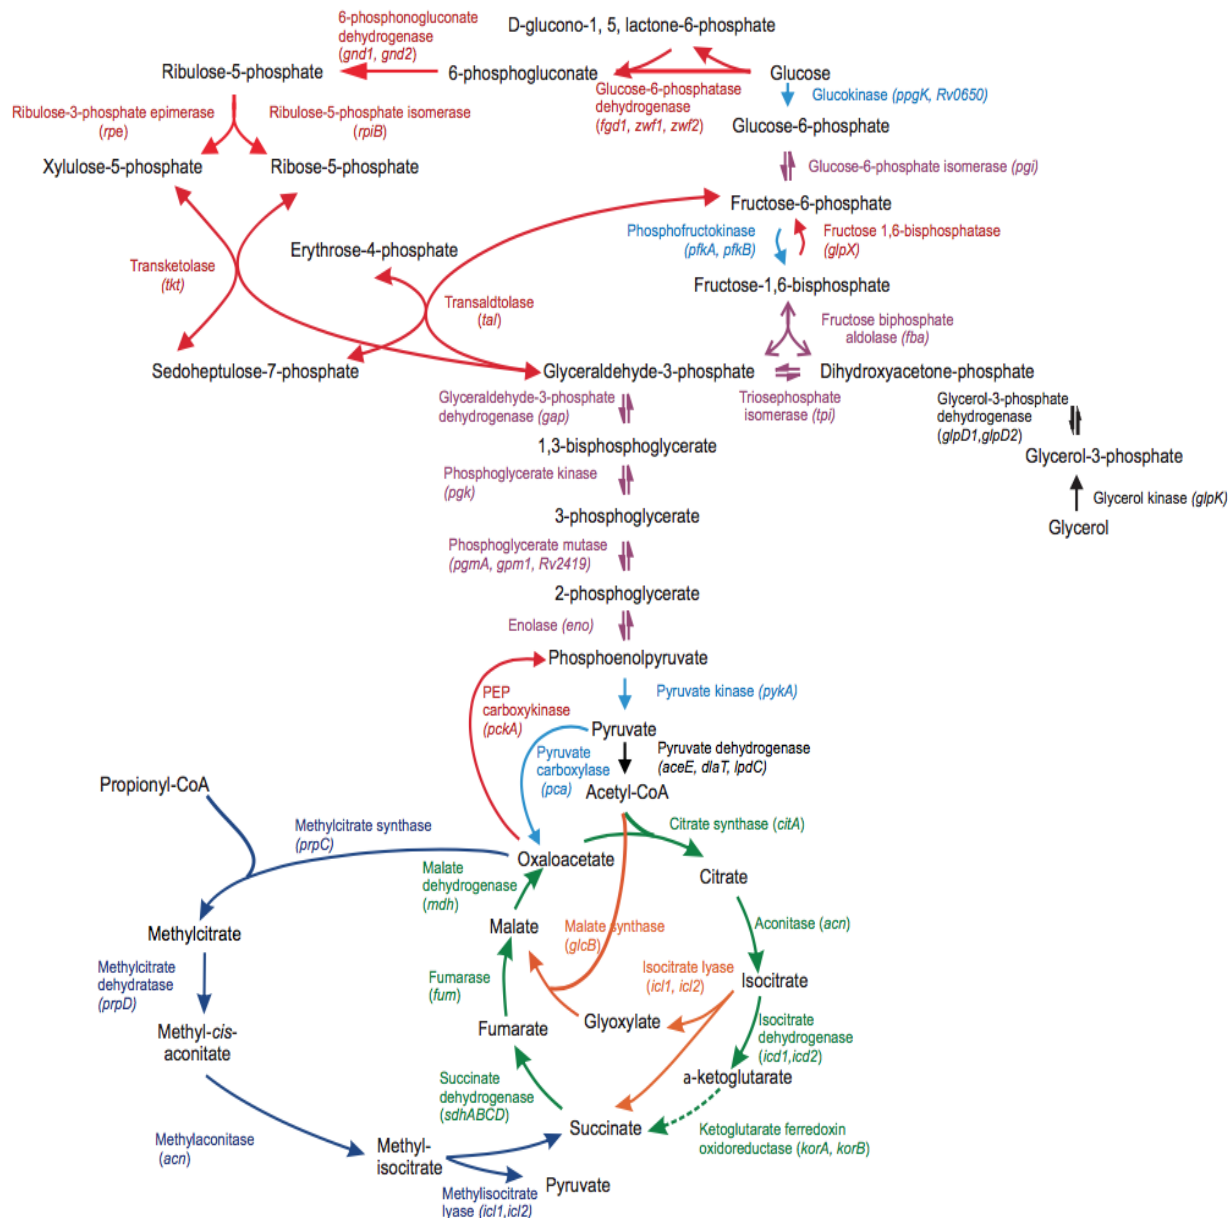 6-phosphonogluconate
dehydrogenase
(gnd1, gnd2)
D-glucono-1, 5, lactone-6-phosphate
Ribulose-5-phosphate
6-phosphogluconate
Glucose
Glucose-6-phosphatase
dehydrogenase
(fgd1, zwf1, zwf2)
Glucokinase (ppgK, Rv0650)
Glucose-6-phosphate
Ribulose-3-phosphate epimerase
(rpe)
Ribulose-5-phosphate isomerase
(rpiB)
Xylulose-5-phosphate
Ribose-5-phosphate
Glucose-6-phosphate isomerase (pgi)
Fructose-6-phosphate
Phosphofructokinase
(pfkA, pfkB)
Fructose 1,6-bisphosphatase
(glpX)
Erythrose-4-phosphate
Transketolase
(tkt)
Fructose-1,6-bisphosphate
Transaldtolase
(tal)
Fructose biphosphate
aldolase (fba)
Sedoheptulose-7-phosphate
Glyceraldehyde-3-phosphate
Dihydroxyacetone-phosphate
Glyceraldehyde-3-phosphate
dehydrogenase (gap)
Triosephosphate
isomerase (tpi)
Glycerol-3-phosphate
dehydrogenase
(glpD1,glpD2)
1,3-bisphosphoglycerate
Glycerol-3-phosphate
Phosphoglycerate kinase
(pgk)
Glycerol kinase (glpK)
3-phosphoglycerate
Glycerol
Phosphoglycerate mutase
(pgmA, gpm1, Rv2419)
2-phosphoglycerate
Enolase (eno)
Phosphoenolpyruvate
PEP
carboxykinase
(pckA)
Pyruvate kinase (pykA)
Pyruvate
Pyruvate
carboxylase
(pca)
Pyruvate dehydrogenase
(aceE, dlaT, lpdC)
Propionyl-CoA
Acetyl-CoA
Methylcitrate synthase
(prpC)
Citrate synthase (citA)
Oxaloacetate
Malate
dehydrogenase
(mdh)
Citrate
Methylcitrate
Malate
Malate synthase
(glcB)
Aconitase (acn)
Methylcitrate
dehydratase
(prpD)
Fumarase
(fum)
Isocitrate lyase
(icl1, icl2)
Isocitrate
Methyl-cis-
aconitate
Fumarate
Glyoxylate
Isocitrate
dehydrogenase
(icd1,icd2)
a-ketoglutarate
Succinate
dehydrogenase
(sdhABCD)
Methylaconitase
(acn)
Succinate
Ketoglutarate ferredoxin
oxidoreductase (korA, korB)
Methyl-
isocitrate
Methylisocitrate
lyase (icl1,icl2)
Pyruvate